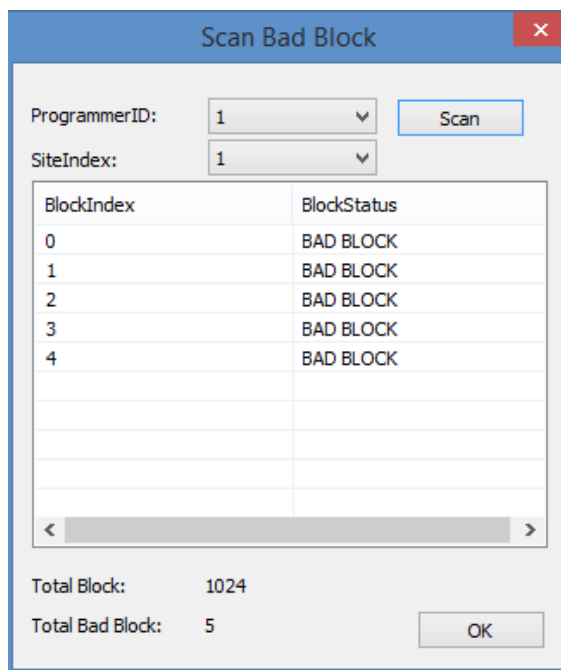 Scan Bad Block
ProgrammerID: 1 Scan
SiteIndex: 1
BlockIndex BlockStatus
0 BAD BLOCK
1 BAD BLOCK
2 BAD BLOCK
3 BAD BLOCK
4 BAD BLOCK
Total Block: 1024
Total Bad Block: 5 OK